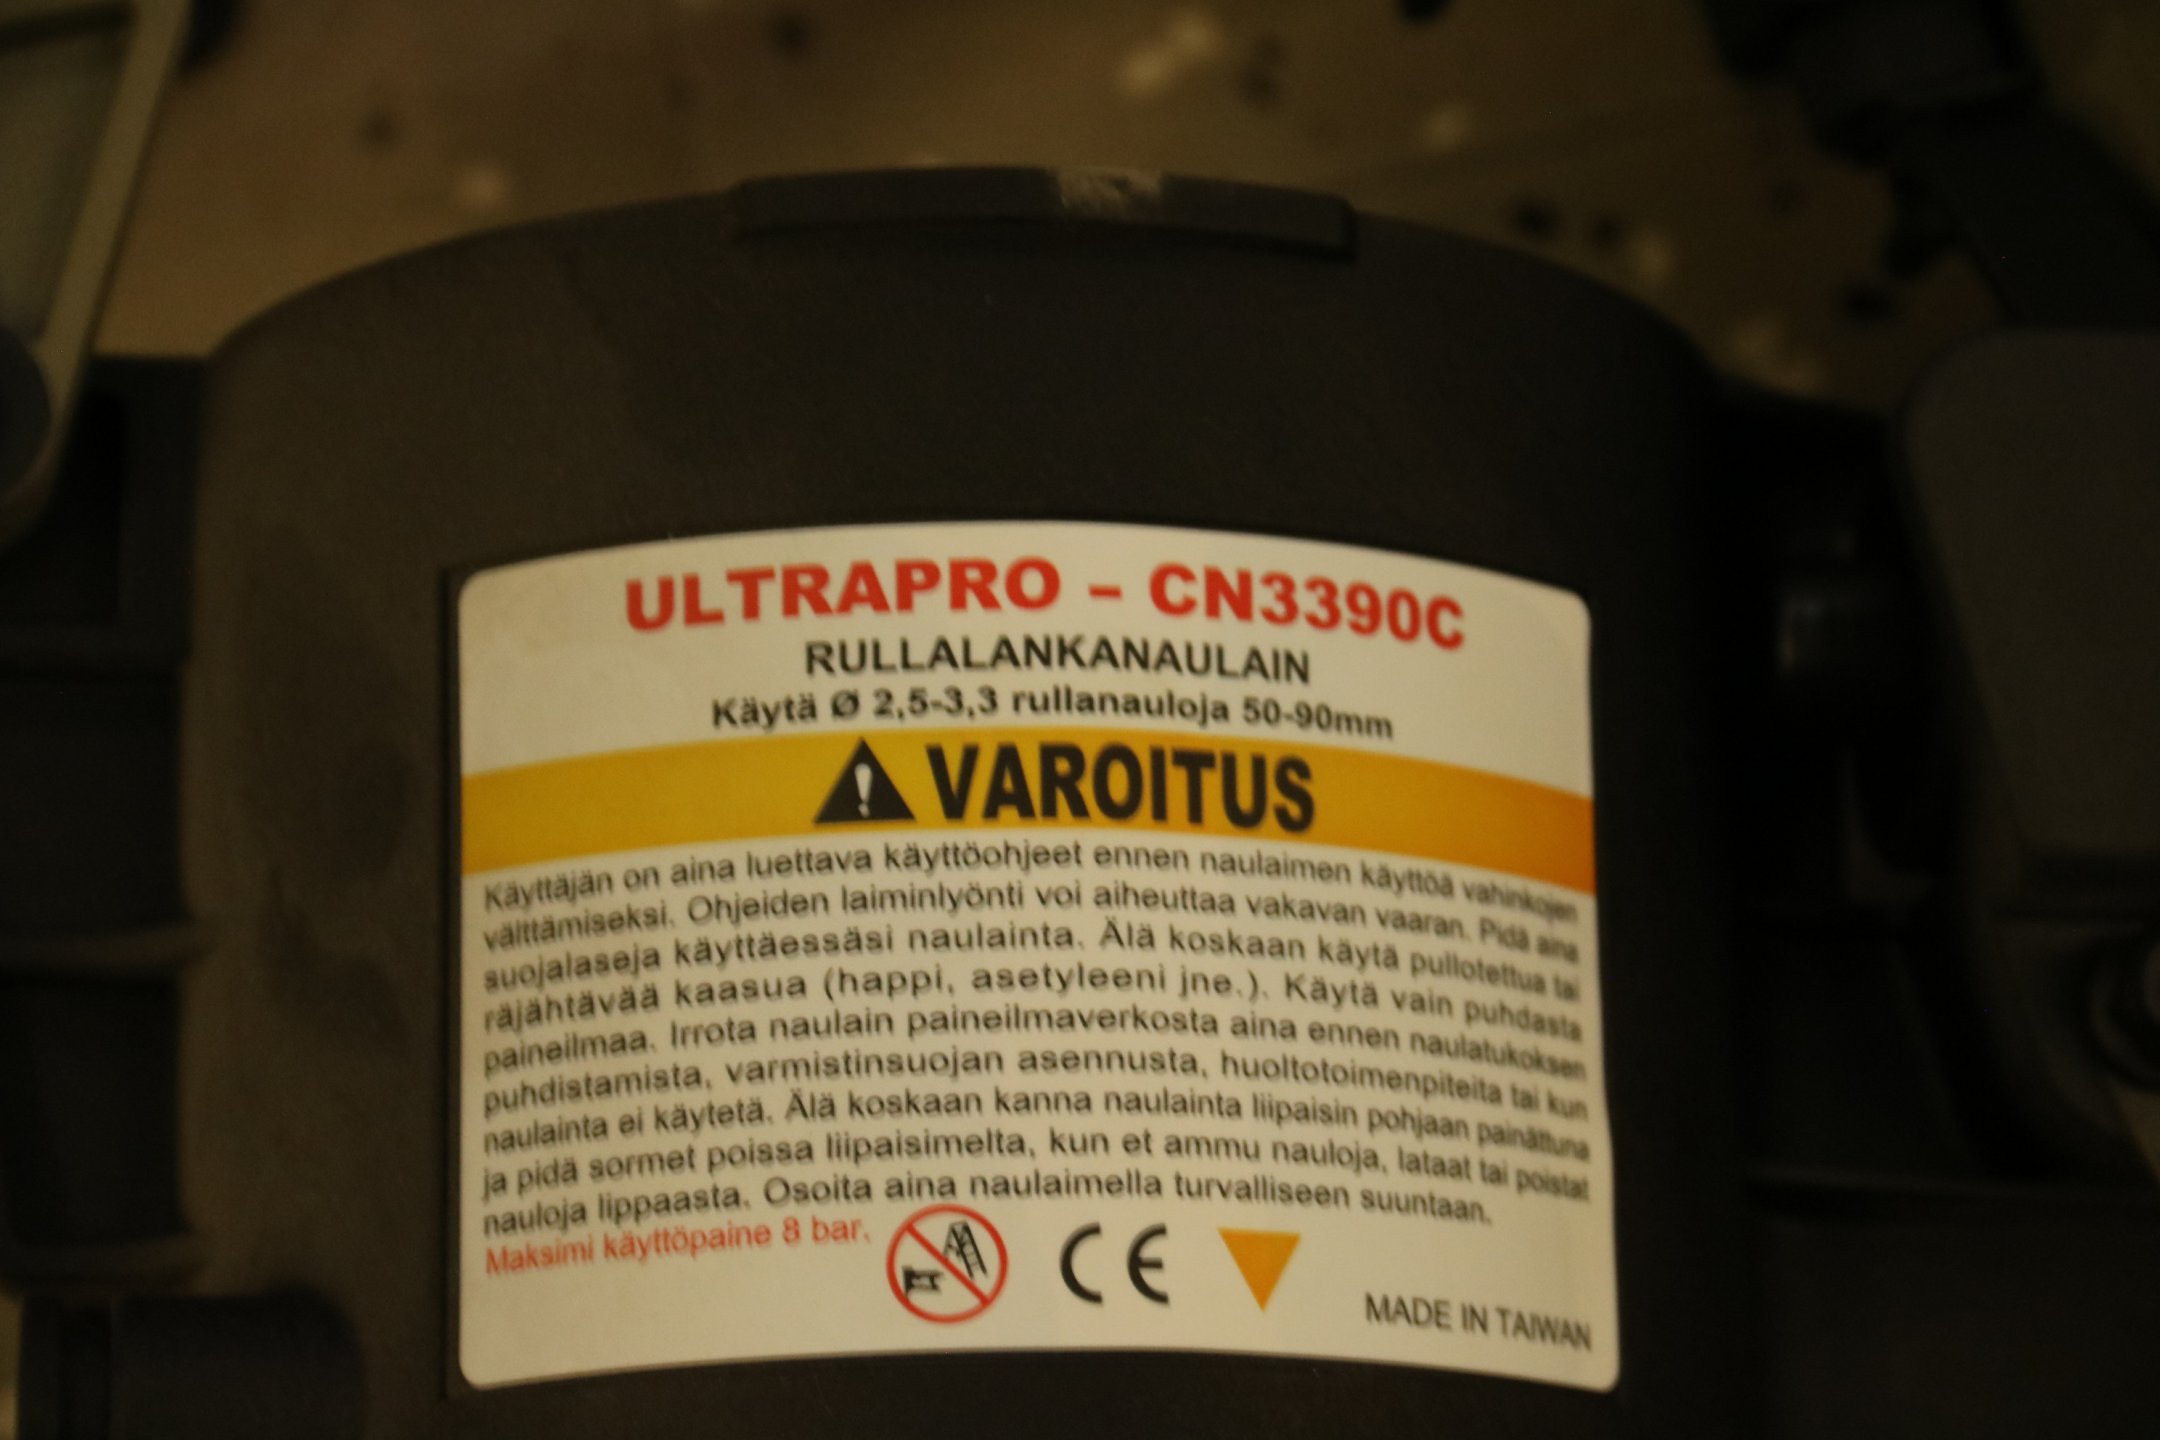 ULTRAPRO – CN3390C
RULLALANKANAULAIN
Käytä Ø 2,5-3,3 rullanauloja 50-90mm
VAROITUS
Käyttäjän on aina luettava käyttöohjeet ennen naulaimen käyttöä vahinkojen
välttämiseksi. Ohjeiden laiminlyönti voi aiheuttaa vakavan vaaran. Pidä aina
suojalaseja käyttäessäsi naulainta. Älä koskaan käytä pullotettua tai
räjähtävää kaasua (happi, asetyleeni jne.). Käytä vain puhdasta
paineilmaa. Irrota naulain paineilmaverkosta aina ennen naulatukoksen
puhdistamista, varmistinsuojan asennusta, huoltotoimenpiteita tai kun
naulainta ei käytetä. Älä koskaan kanna naulainta liipaisin pohjaan painattuna
ja pidä sormet poissa liipaisimelta, kun et ammu nauloja, lataat tai poistat
nauloja lippaasta. Osoita aina naulaimella turvalliseen suuntaan.
Maksimi käyttöpaine 8 bar.
CE
MADE IN TAIWAN